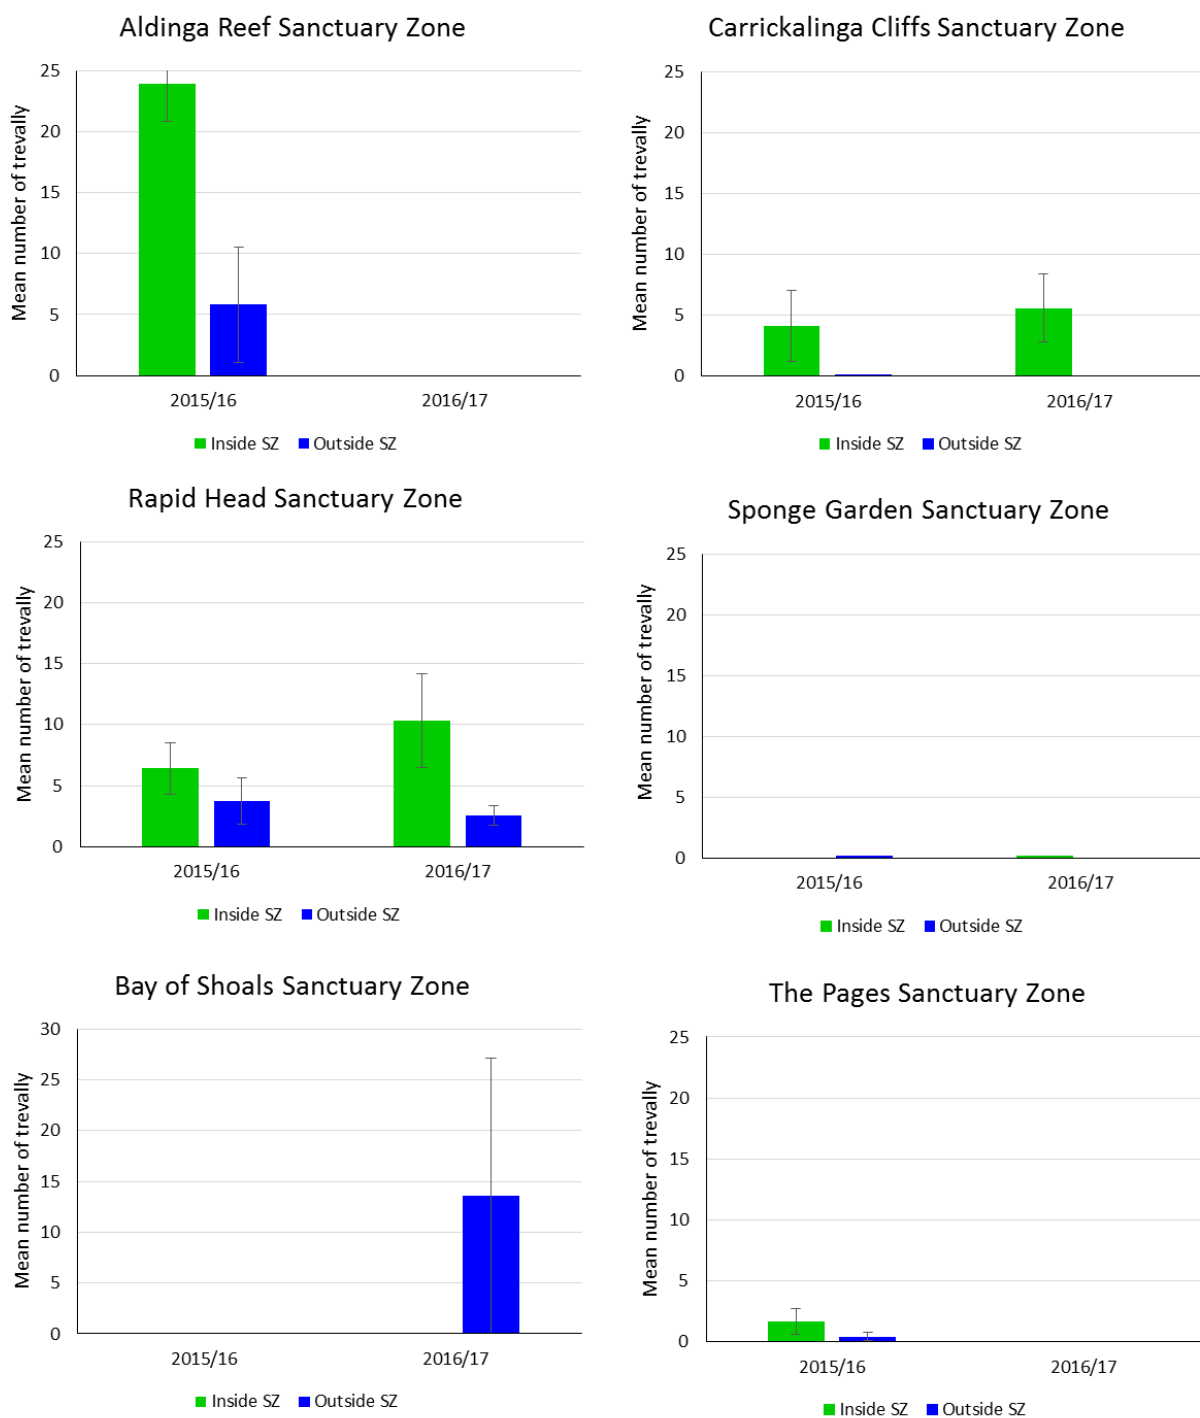 Aldinga Reef Sanctuary Zone
Mean number of trevally
25
20
15
10
5
0
2015/16 2016/17
Inside SZ Outside SZ
Carrickalinga Cliffs Sanctuary Zone
Mean number of trevally
25
20
15
10
5
0
2015/16 2016/17
Inside SZ Outside SZ
Rapid Head Sanctuary Zone
Mean number of trevally
25
20
15
10
5
0
2015/16 2016/17
Inside SZ Outside SZ
Sponge Garden Sanctuary Zone
Mean number of trevally
25
20
15
10
5
0
2015/16 2016/17
Inside SZ Outside SZ
Bay of Shoals Sanctuary Zone
Mean number of trevally
30
25
20
15
10
5
0
2015/16 2016/17
Inside SZ Outside SZ
The Pages Sanctuary Zone
Mean number of trevally
25
20
15
10
5
0
2015/16 2016/17
Inside SZ Outside SZ